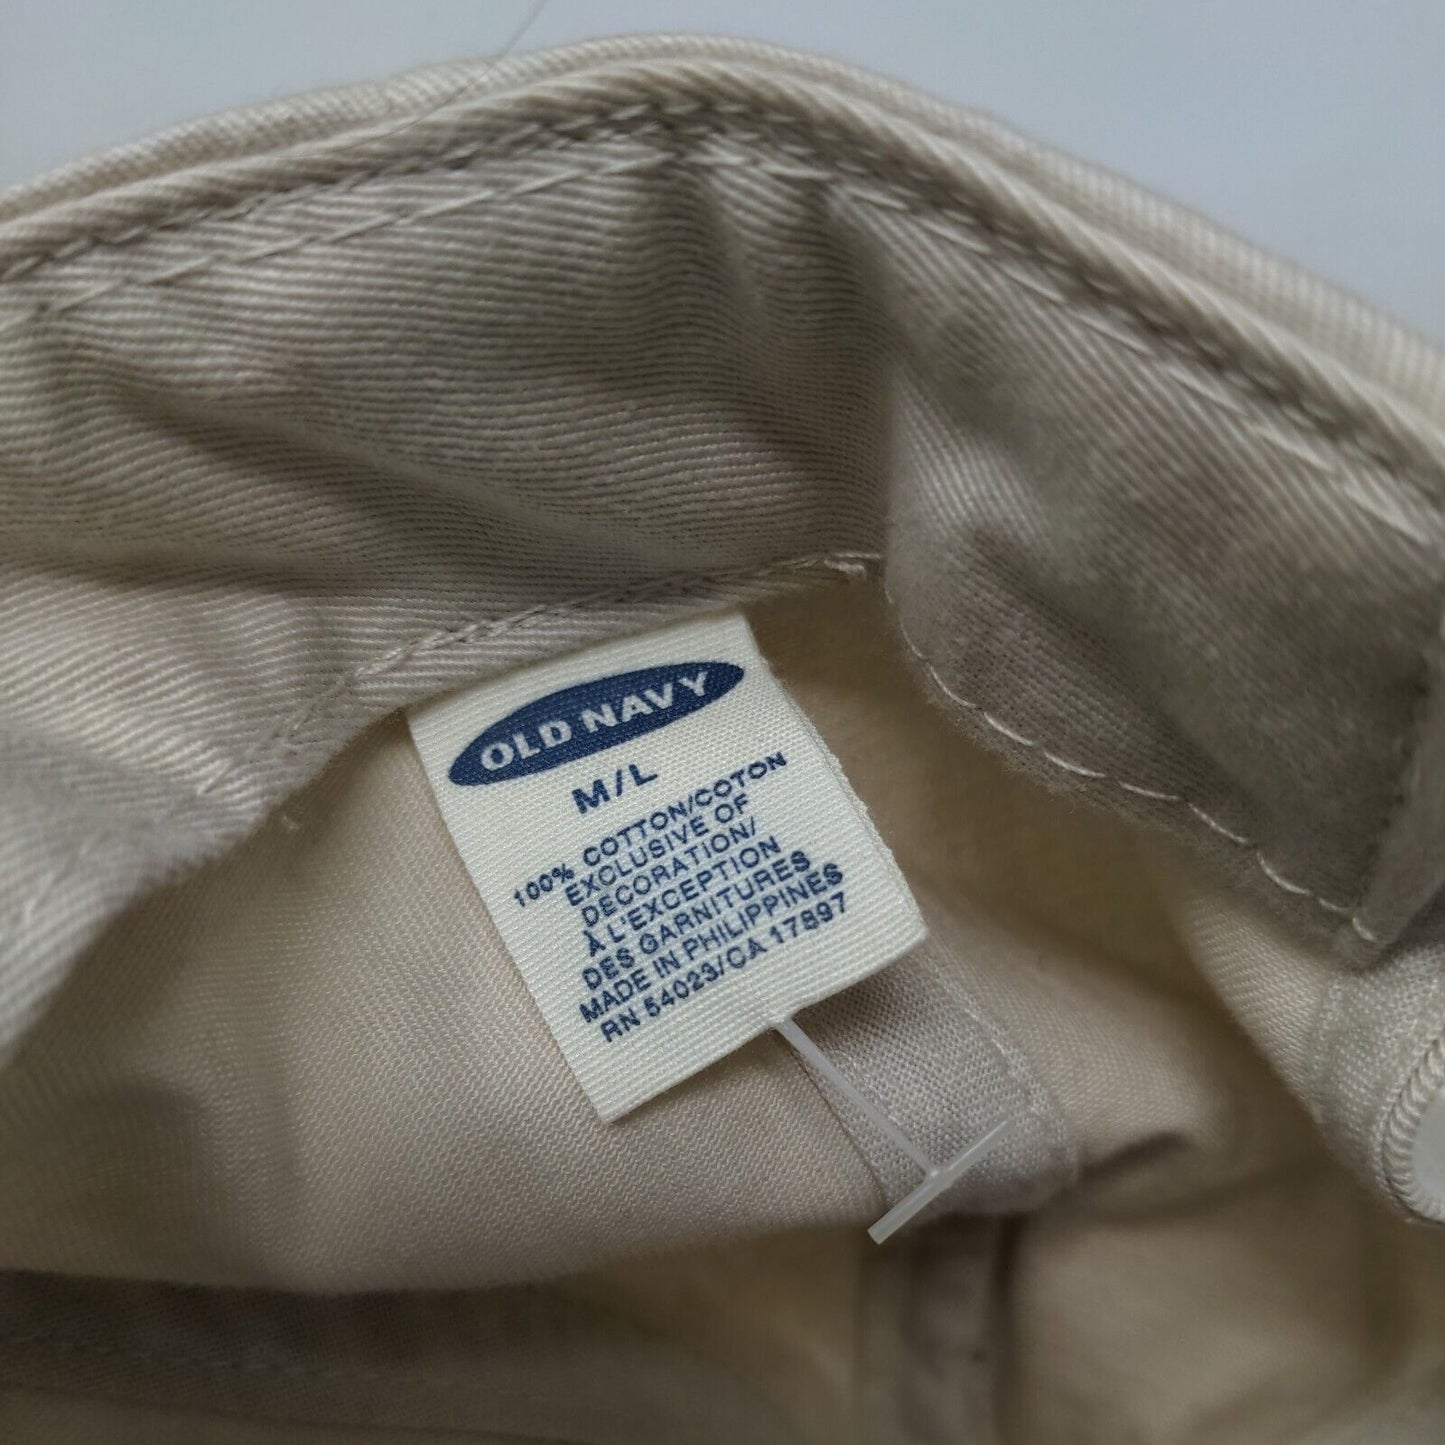 OLD NAVY
M/L
100% COTTON/COTON
EXCLUSIVE OF
DECORATION/
À L'EXCEPTION
DES GARNITURES
MADE IN PHILIPPINES
RN 54023/CA 17897